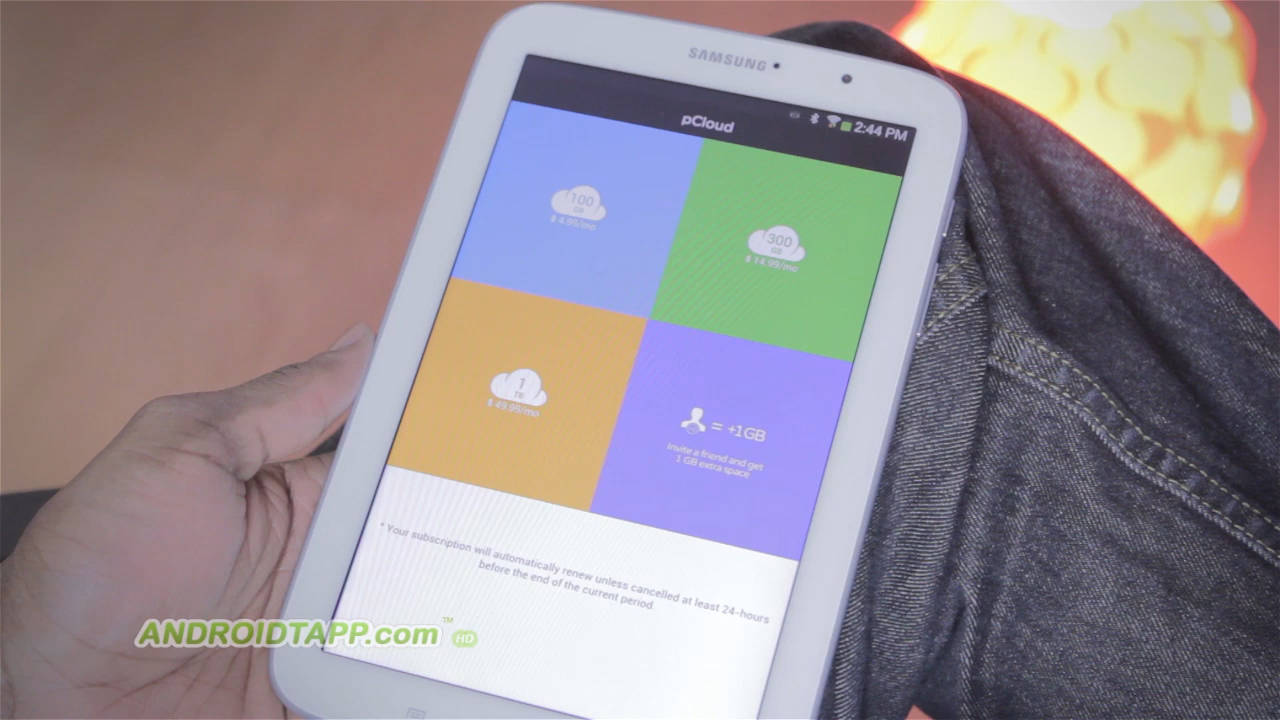 SAMSUNG
2:44 PM
pCloud
100
GB
$ 4.99/mo
300
GB
$ 14.99/mo
1
TB
$ 49.99/mo
= +1GB
Invite a friend and get
1 GB extra space
* Your subscription will automatically renew unless cancelled at least 24-hours
before the end of the current period.
ANDROIDTAPP.com™ HD